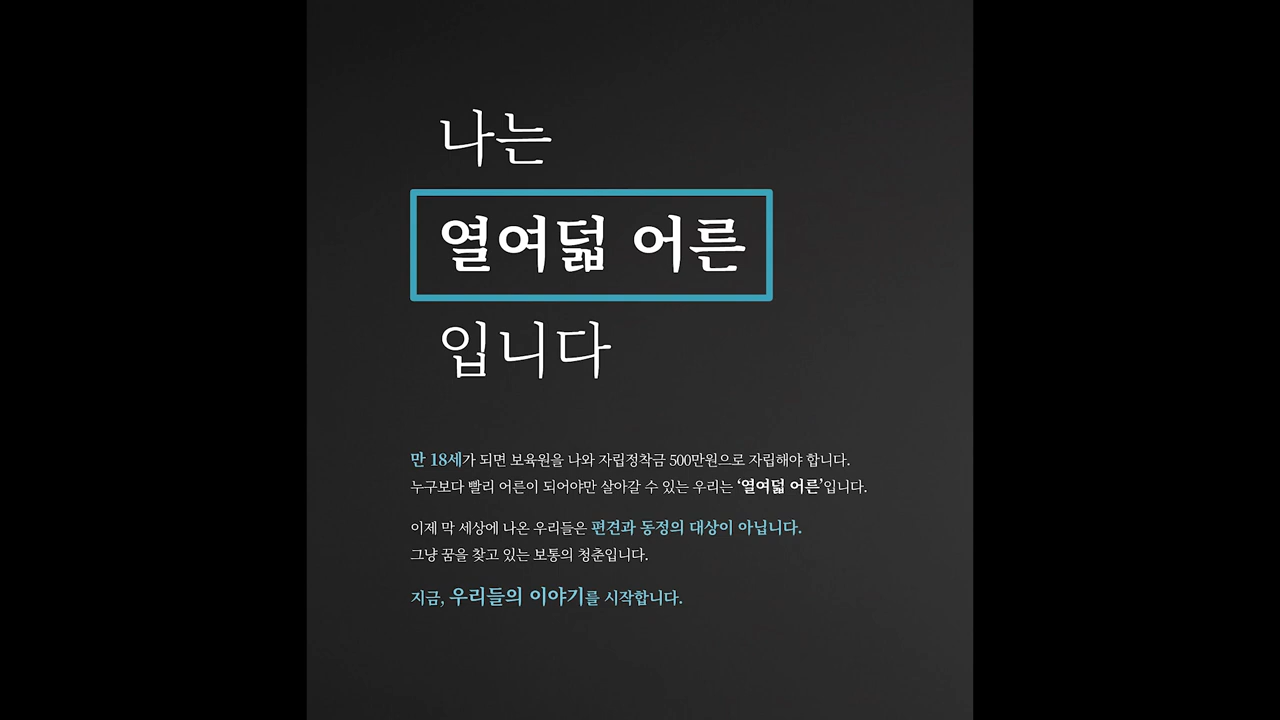 나는
열여덟 어른
입니다
만 18세가 되면 보육원을 나와 자립정착금 500만원으로 자립해야 합니다.
누구보다 빨리 어른이 되어야만 살아갈 수 있는 우리는 ‘열여덟 어른’입니다.
이제 막 세상에 나온 우리들은 편견과 동정의 대상이 아닙니다.
그냥 꿈을 찾고 있는 보통의 청춘입니다.
지금, 우리들의 이야기를 시작합니다.